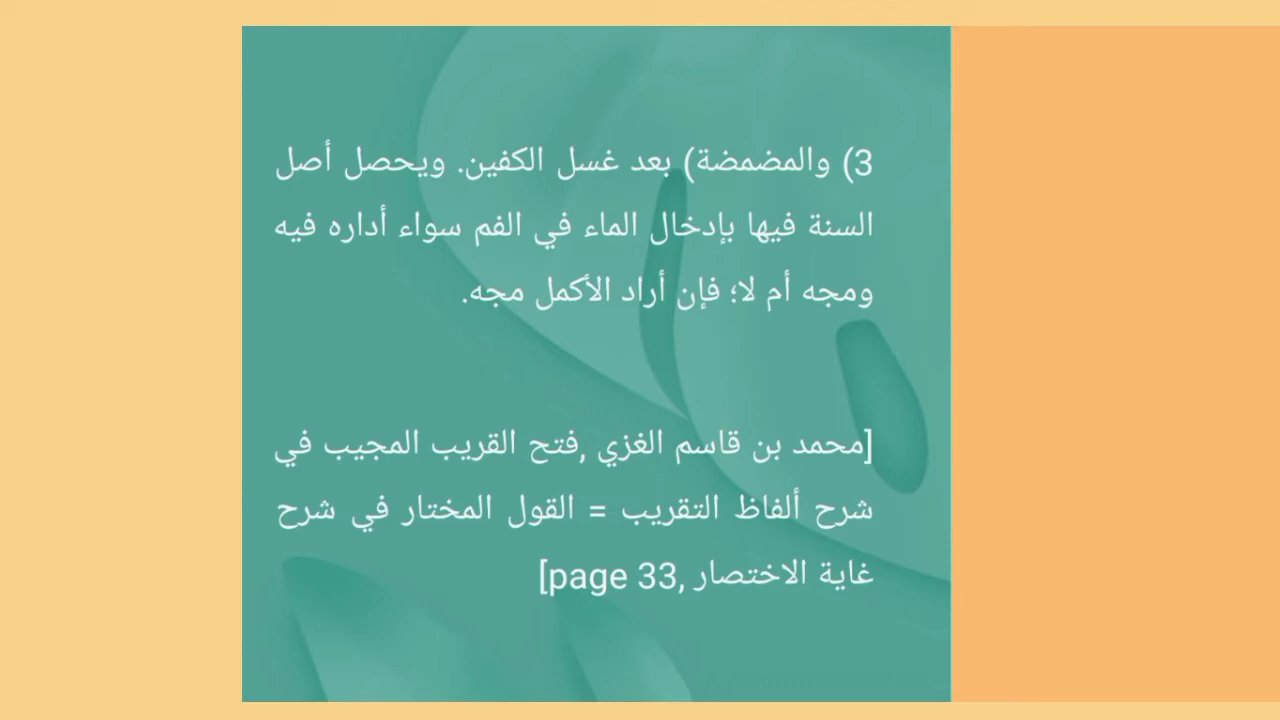 3) والمضمضة) بعد غسل الكفين. ويحصل أصل
السنة فيها بإدخال الماء في الفم سواء أداره فيه
ومجه أم لا؛ فإن أراد الأكمل مجه.
[محمد بن قاسم الغزي ,فتح القريب المجيب في
شرح ألفاظ التقريب = القول المختار في شرح
غاية الاختصار ,page 33]